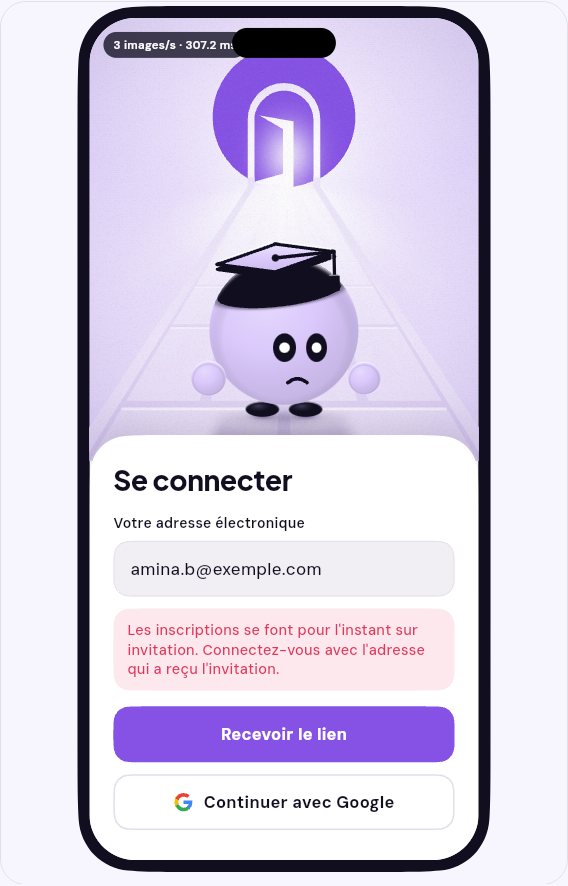 3 images/s · 307.2 ms
Se connecter
Votre adresse électronique
amina.b@exemple.com
Les inscriptions se font pour l'instant sur
invitation. Connectez-vous avec l'adresse
qui a reçu l'invitation.
Recevoir le lien
Continuer avec Google